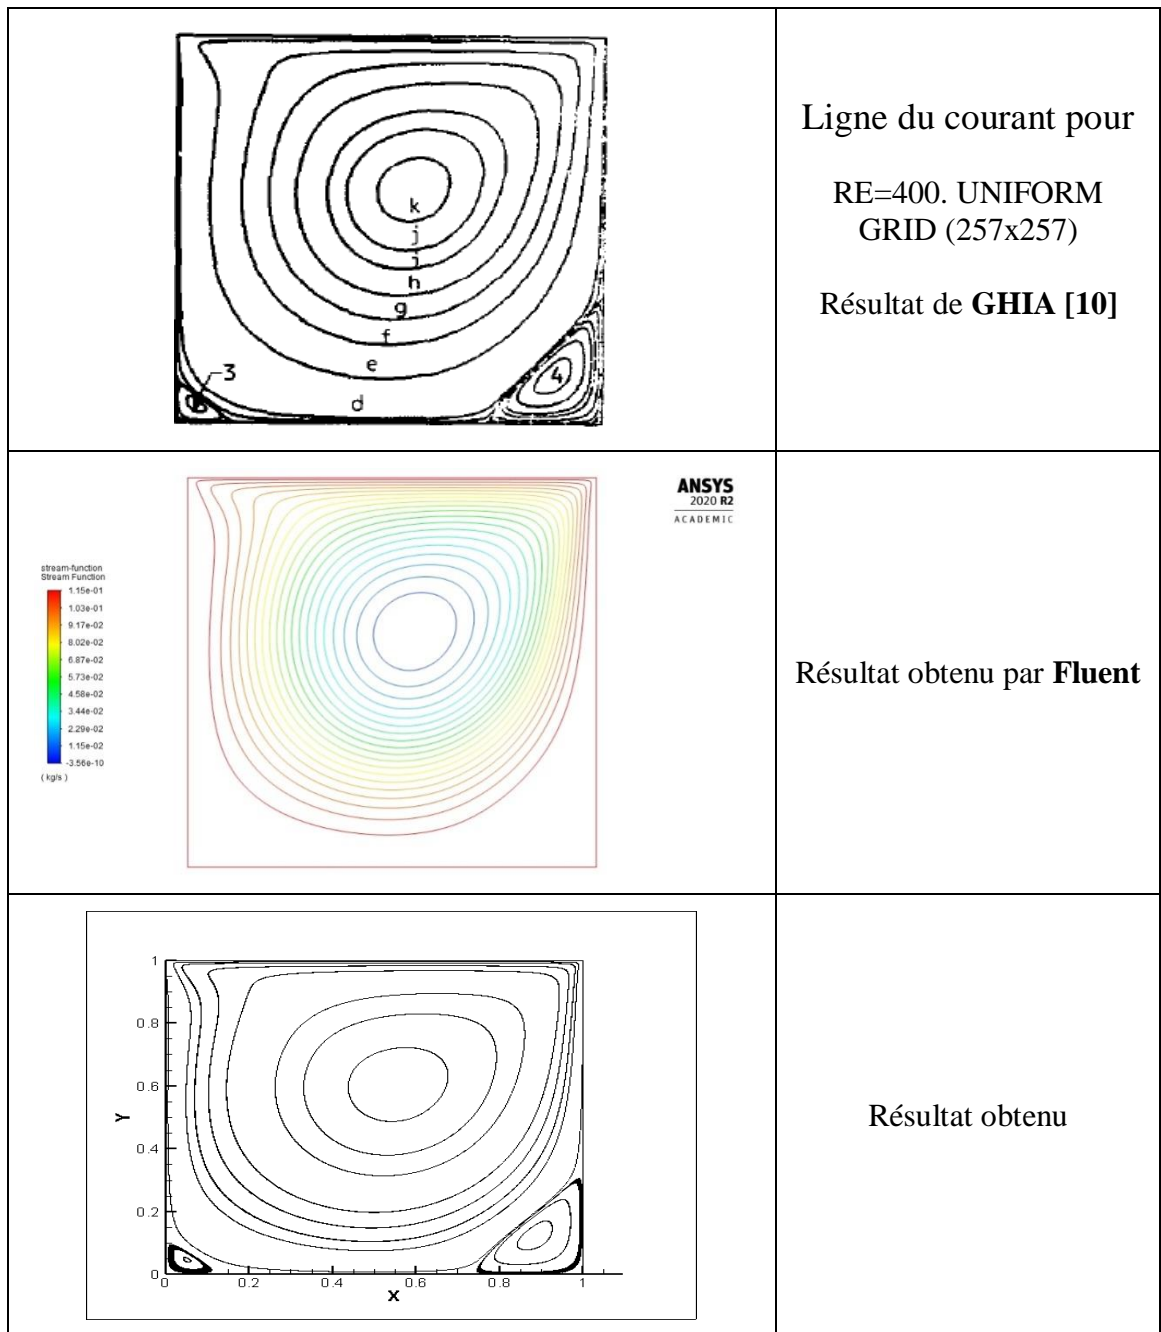 k
j
i
h
g
f
e
d
3
4
Ligne du courant pour
RE=400. UNIFORM
GRID (257x257)
Résultat de GHIA [10]
ANSYS
2020 R2
ACADEMIC
stream-function
Stream Function
1.15e-01
1.03e-01
9.17e-02
8.02e-02
6.87e-02
5.73e-02
4.58e-02
3.44e-02
2.29e-02
1.15e-02
-3.56e-10
( kg/s )
Résultat obtenu par Fluent
1
0.8
0.6
0.4
0.2
0
Y
0
0.2
0.4
0.6
0.8
1
X
Résultat obtenu